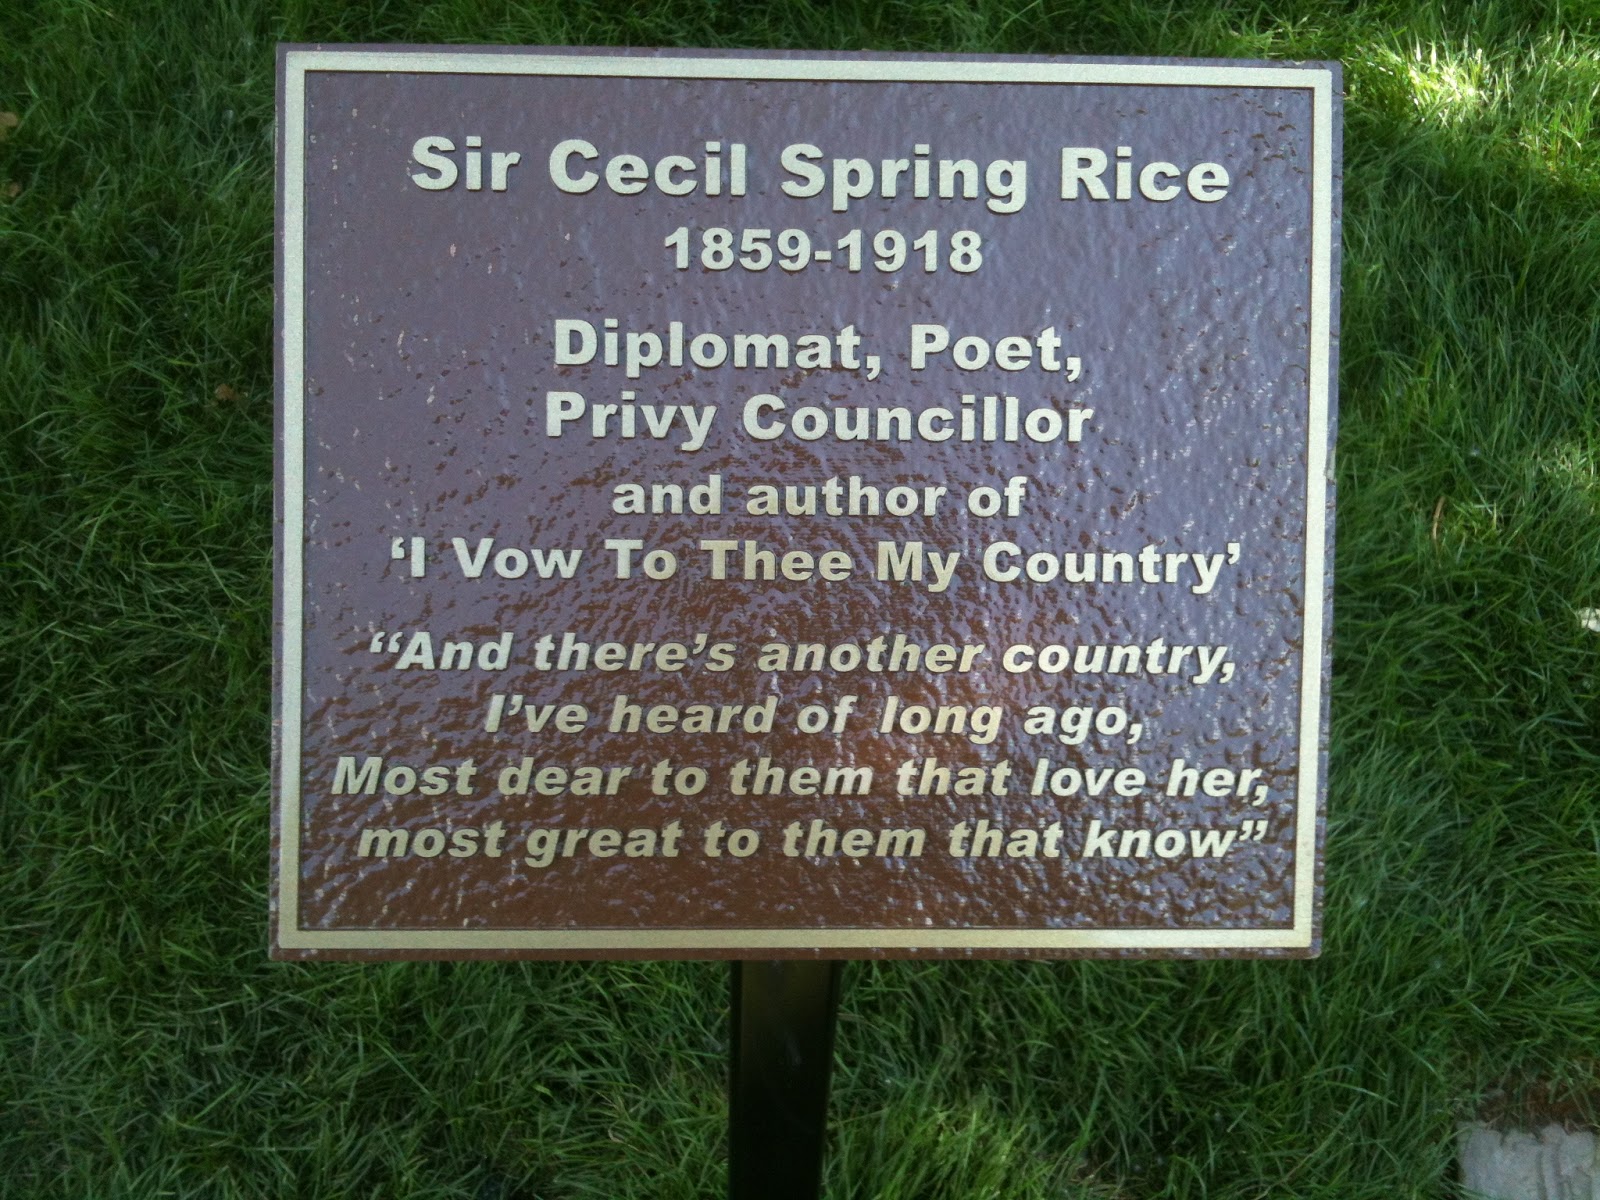 Sir Cecil Spring Rice
1859-1918
Diplomat, Poet,
Privy Councillor
and author of
‘I Vow To Thee My Country’
“And there’s another country,
I’ve heard of long ago,
Most dear to them that love her,
most great to them that know”